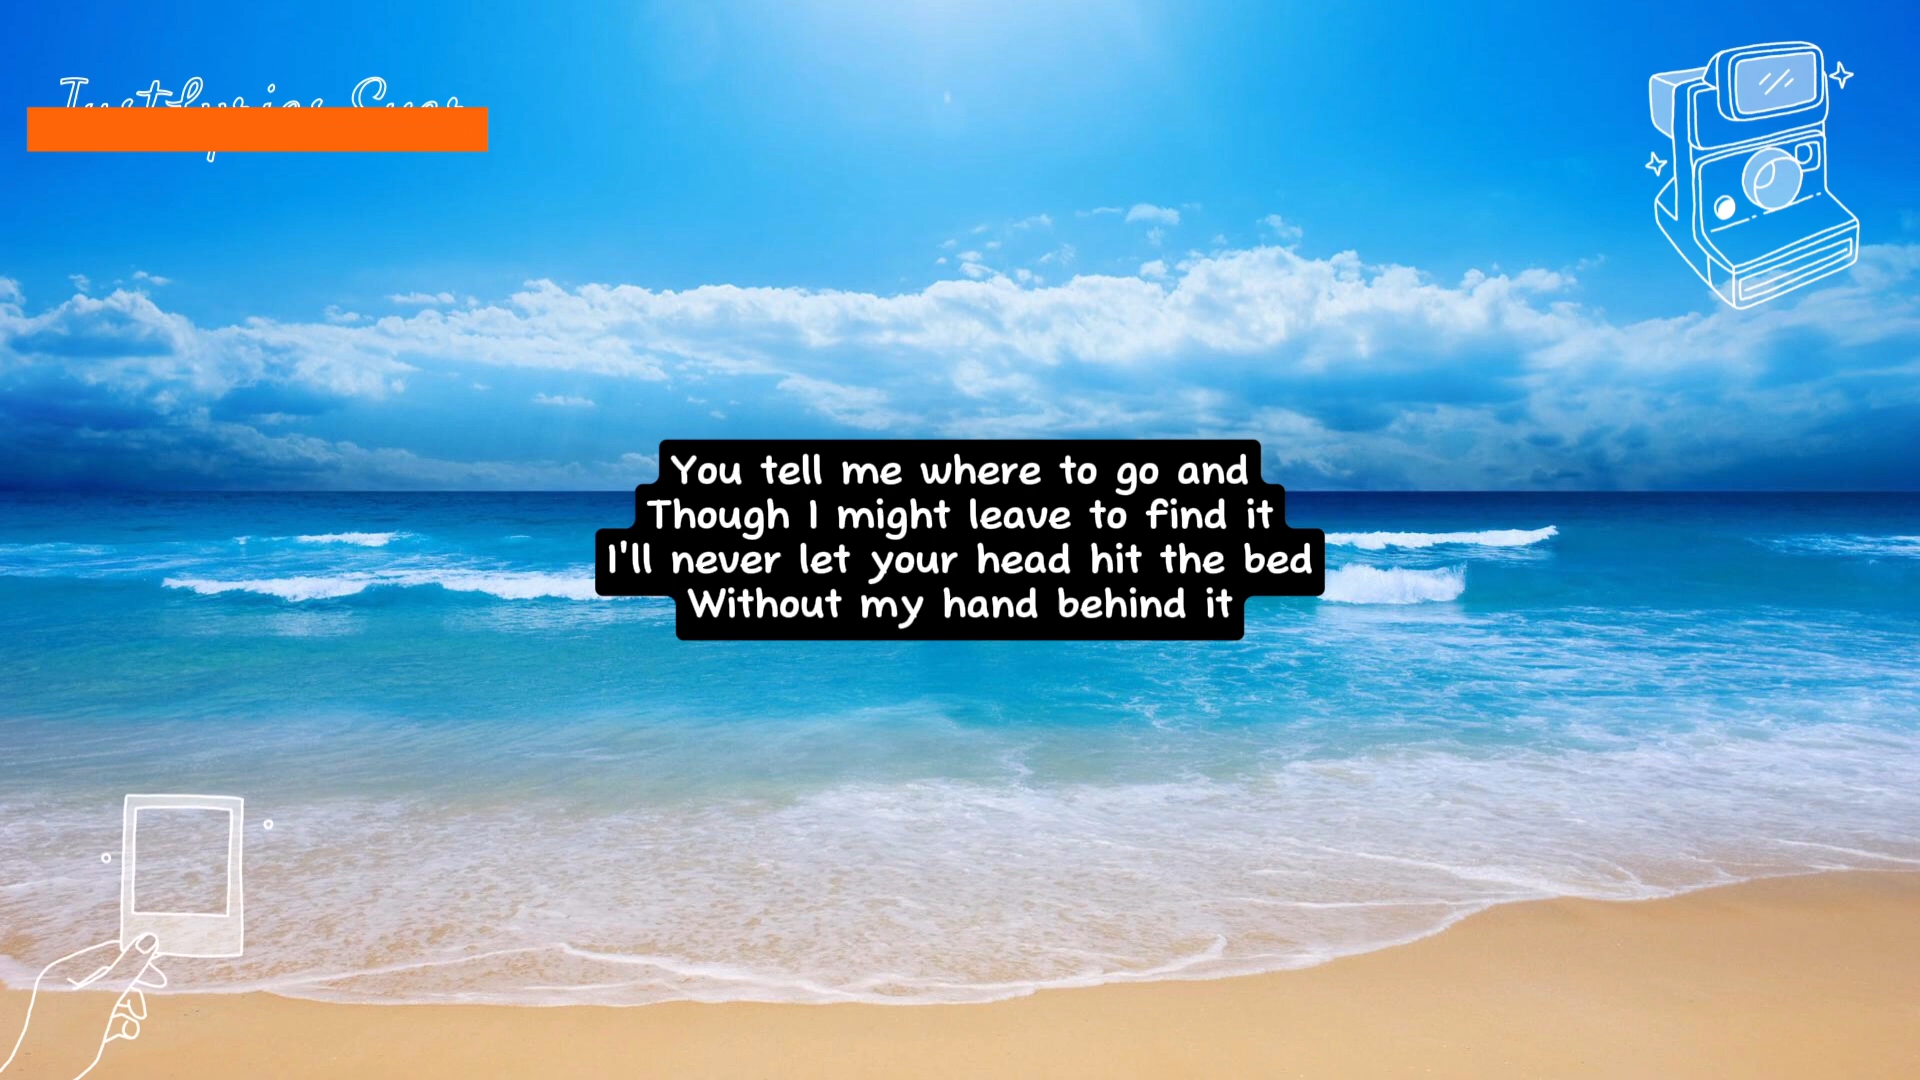 You tell me where to go and
Though I might leave to find it
I'll never let your head hit the bed
Without my hand behind it